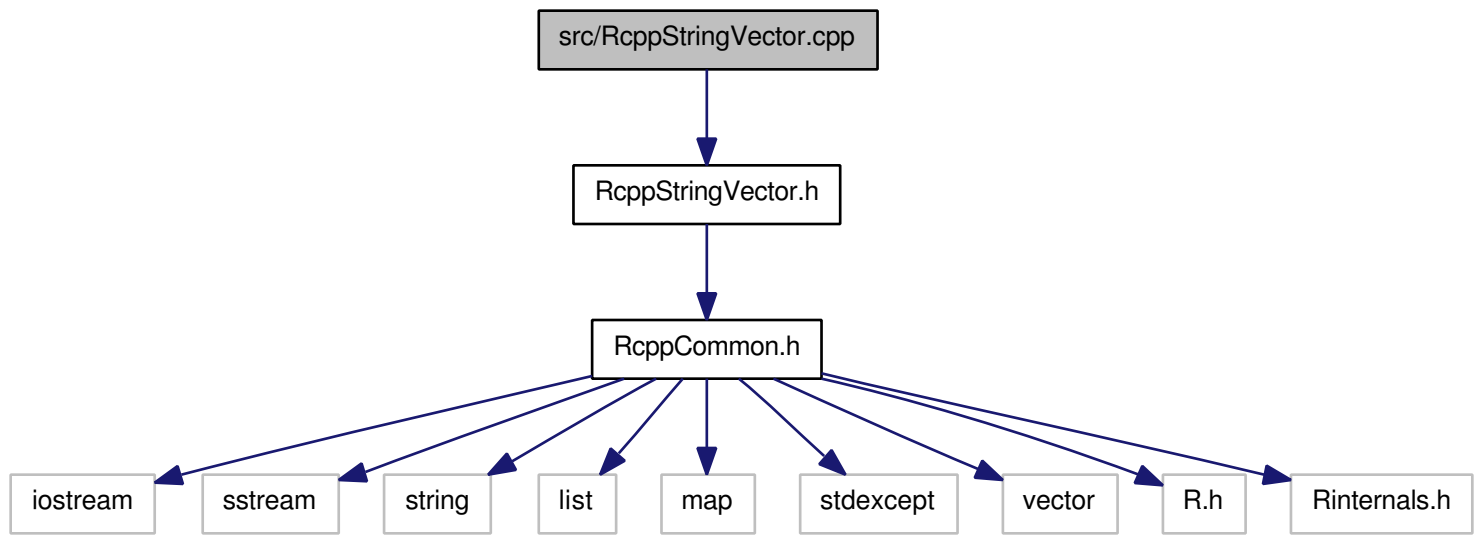 src/RcppStringVector.cpp
RcppStringVector.h
RcppCommon.h
iostream
sstream
string
list
map
stdexcept
vector
R.h
Rinternals.h